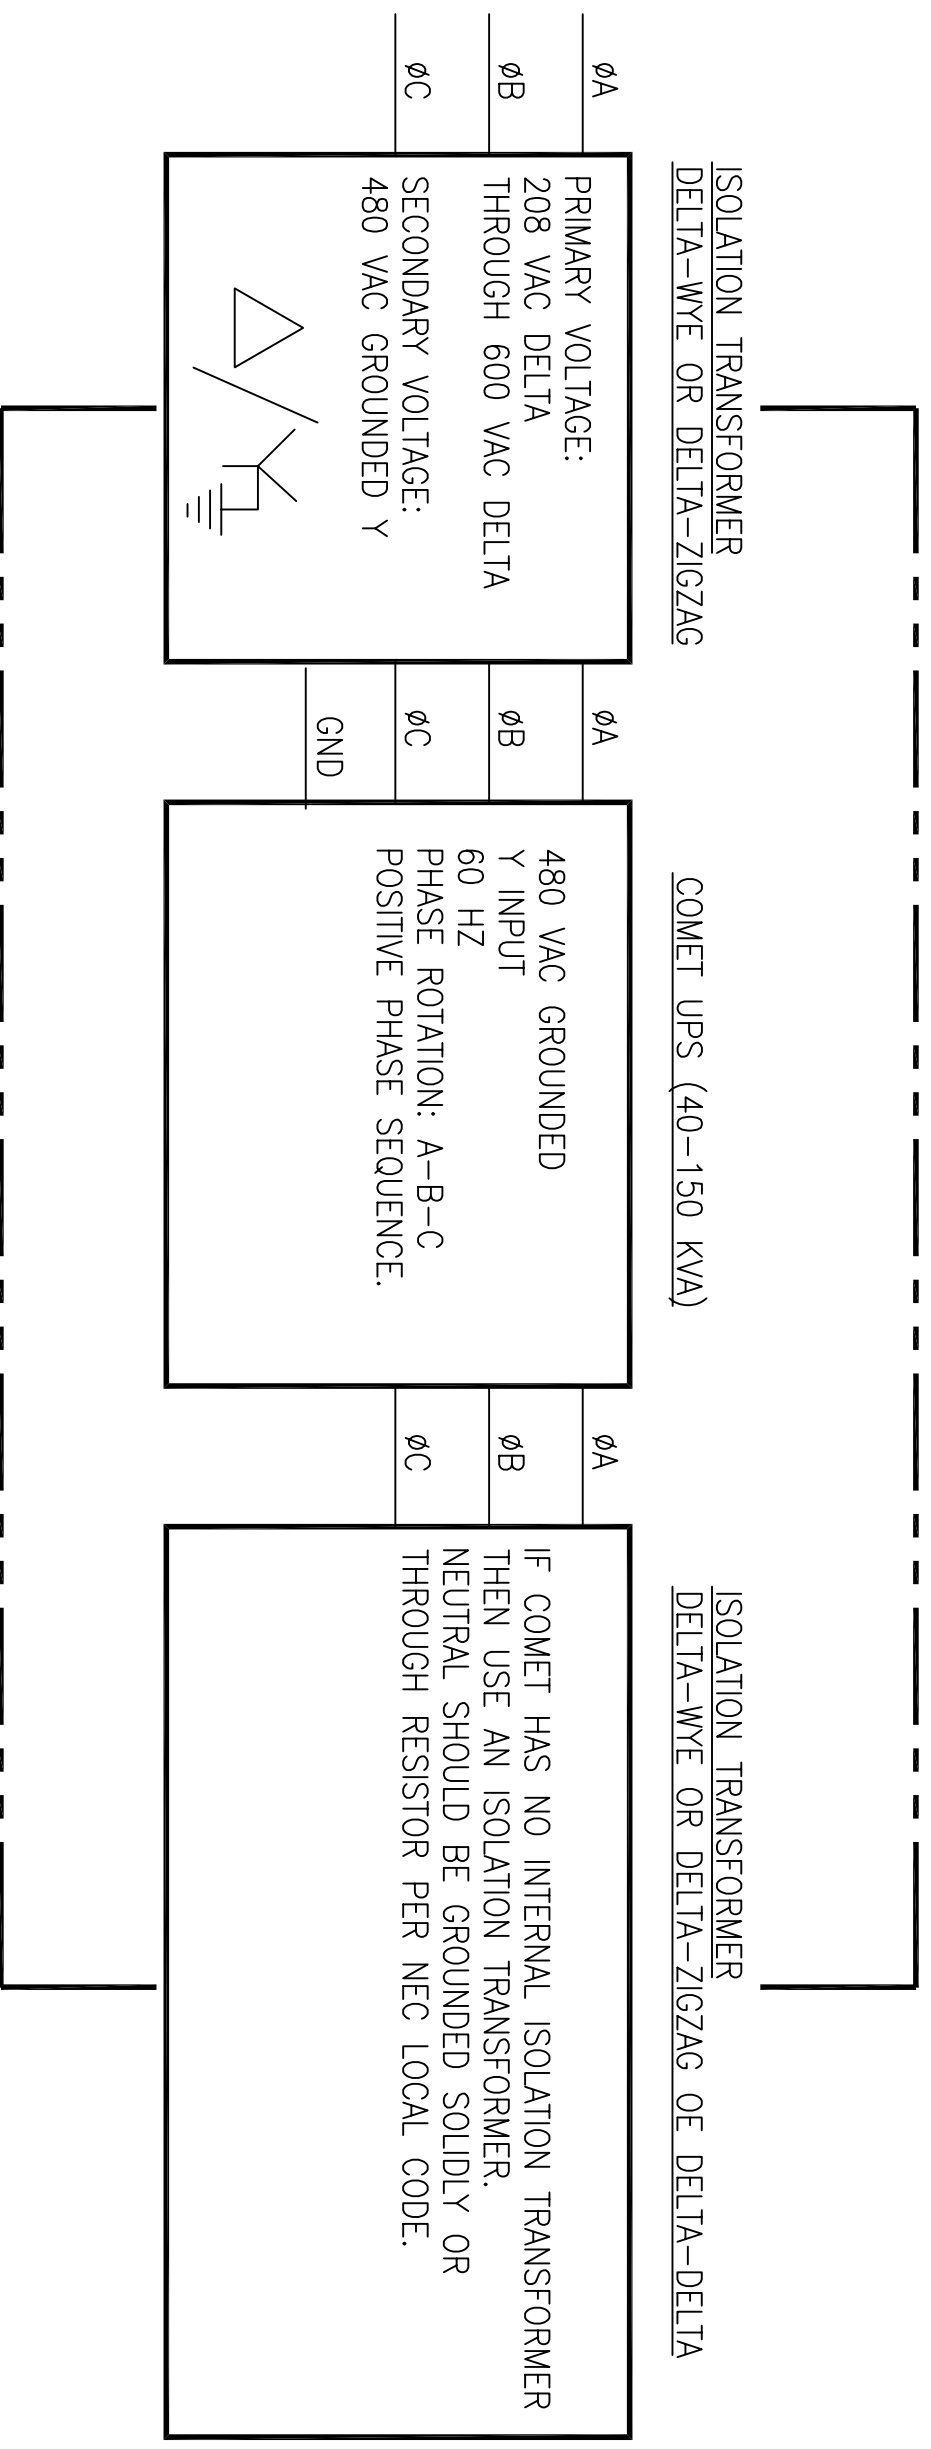 ØA
ØB
ØC
ISOLATION TRANSFORMER
DELTA-WYE OR DELTA-ZIGZAG
PRIMARY VOLTAGE:
208 VAC DELTA
THROUGH 600 VAC DELTA
SECONDARY VOLTAGE:
480 VAC GROUNDED Y
ØA
ØB
ØC
GND
COMET UPS (40-150 KVA)
480 VAC GROUNDED
Y INPUT
60 HZ
PHASE ROTATION: A-B-C
POSITIVE PHASE SEQUENCE.
ØA
ØB
ØC
ISOLATION TRANSFORMER
DELTA-WYE OR DELTA-ZIGZAG OE DELTA-DELTA
IF COMET HAS NO INTERNAL ISOLATION TRANSFORMER
THEN USE AN ISOLATION TRANSFORMER.
NEUTRAL SHOULD BE GROUNDED SOLIDLY OR
THROUGH RESISTOR PER NEC LOCAL CODE.